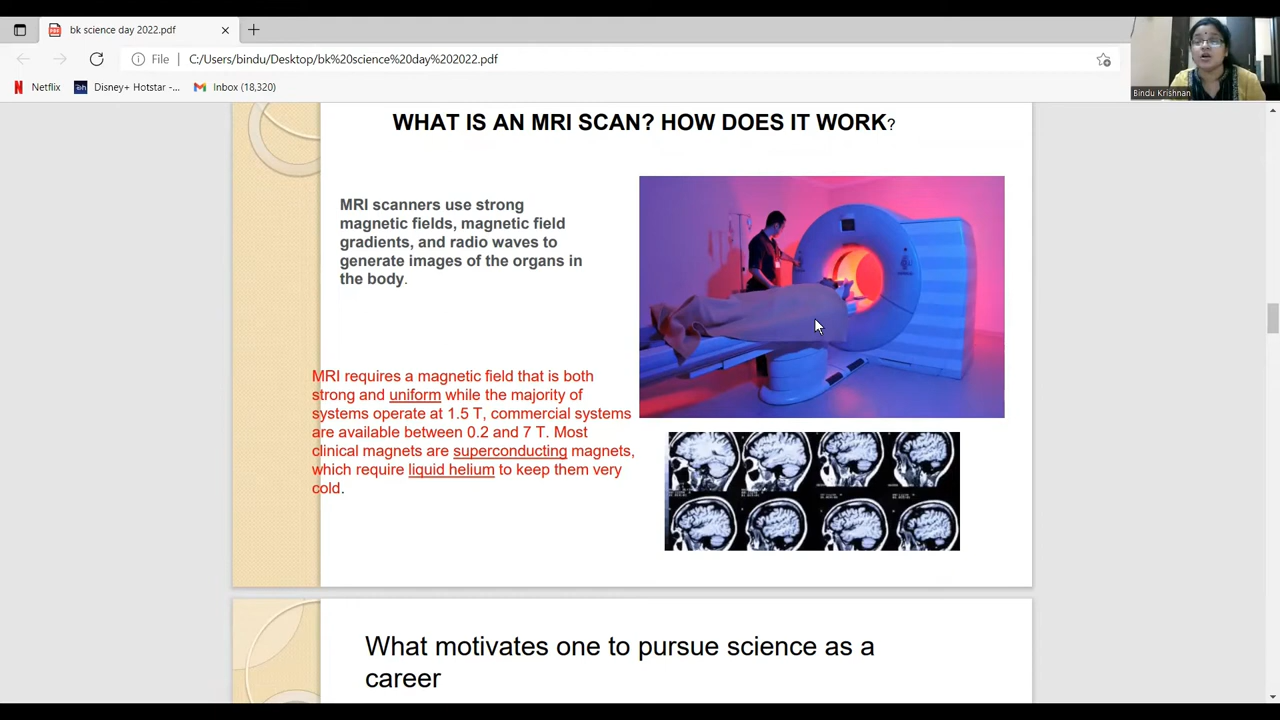 bk science day 2022.pdf
File
C:/Users/bindu/Desktop/bk%20science%20day%202022.pdf
Netflix
Disney+ Hotstar -...
Inbox (18,320)
Bindu Krishnan
WHAT IS AN MRI SCAN? HOW DOES IT WORK?
MRI scanners use strong
magnetic fields, magnetic field
gradients, and radio waves to
generate images of the organs in
the body.
MRI requires a magnetic field that is both
strong and uniform while the majority of
systems operate at 1.5 T, commercial systems
are available between 0.2 and 7 T. Most
clinical magnets are superconducting magnets,
which require liquid helium to keep them very
cold.
What motivates one to pursue science as a
career